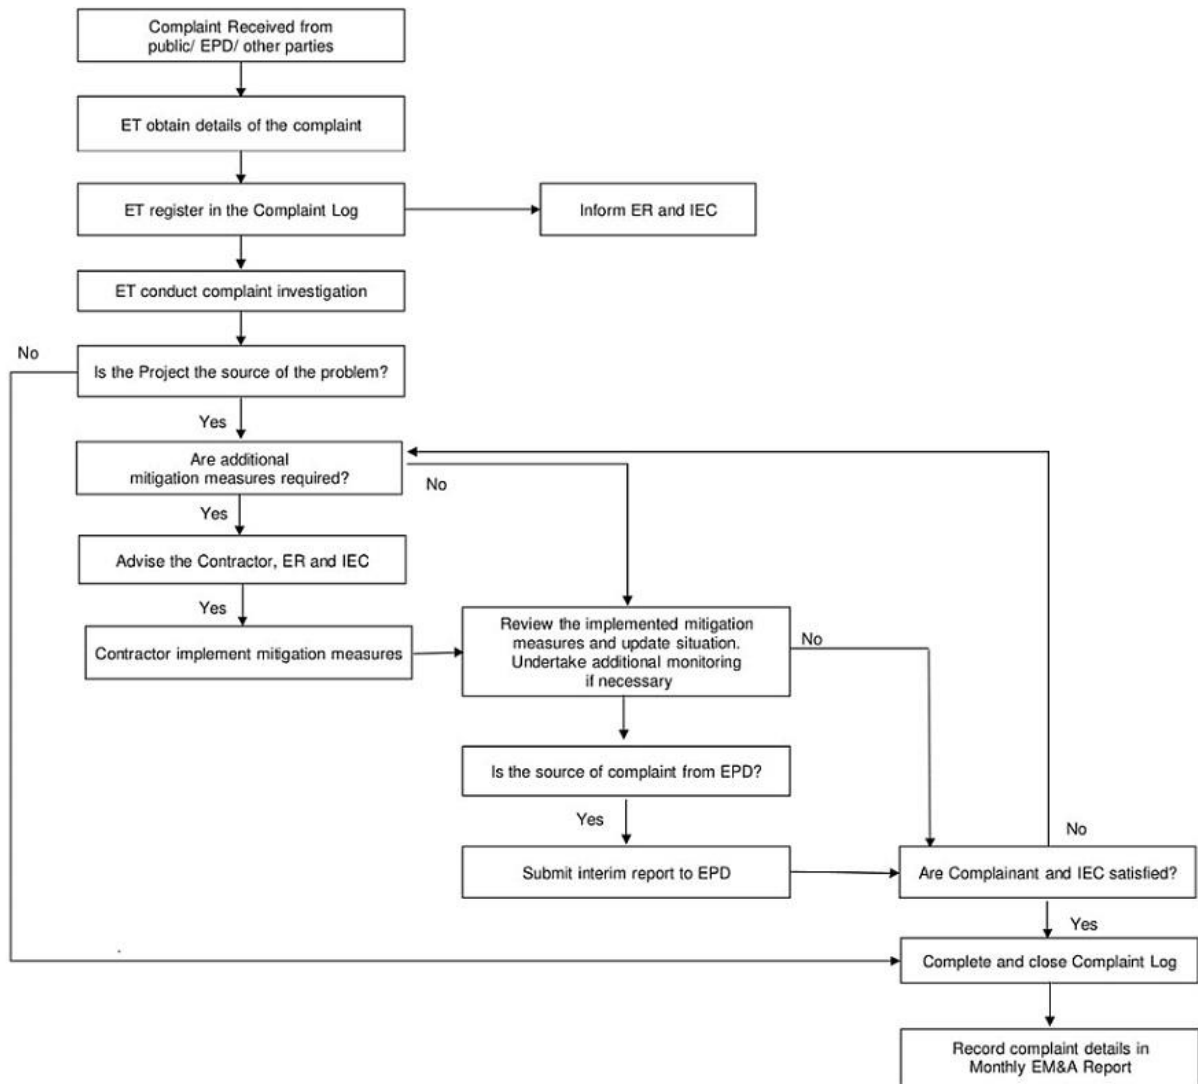 Complaint Received from
public/ EPD/ other parties
ET obtain details of the complaint
ET register in the Complaint Log
Inform ER and IEC
ET conduct complaint investigation
No
Is the Project the source of the problem?
Yes
Are additional
mitigation measures required?
No
Yes
Advise the Contractor, ER and IEC
Yes
Contractor implement mitigation measures
Review the implemented mitigation
measures and update situation.
Undertake additional monitoring
if necessary
No
Is the source of complaint from EPD?
Yes
Submit interim report to EPD
No
Are Complainant and IEC satisfied?
Yes
Complete and close Complaint Log
Record complaint details in
Monthly EM&A Report